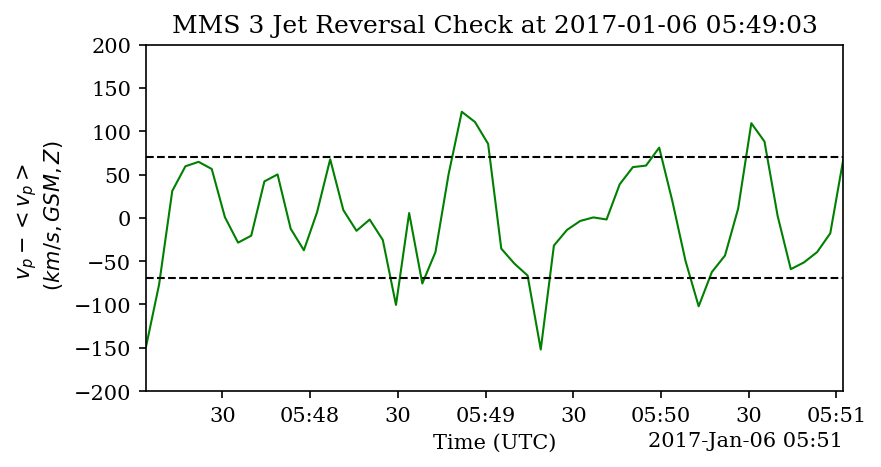 MMS 3 Jet Reversal Check at 2017-01-06 05:49:03
v_p − < v_p >
(km/s, GSM, Z)
200
150
100
50
0
−50
−100
−150
−200
30 05:48 30 05:49 30 05:50 30 05:51
Time (UTC)
2017-Jan-06 05:51